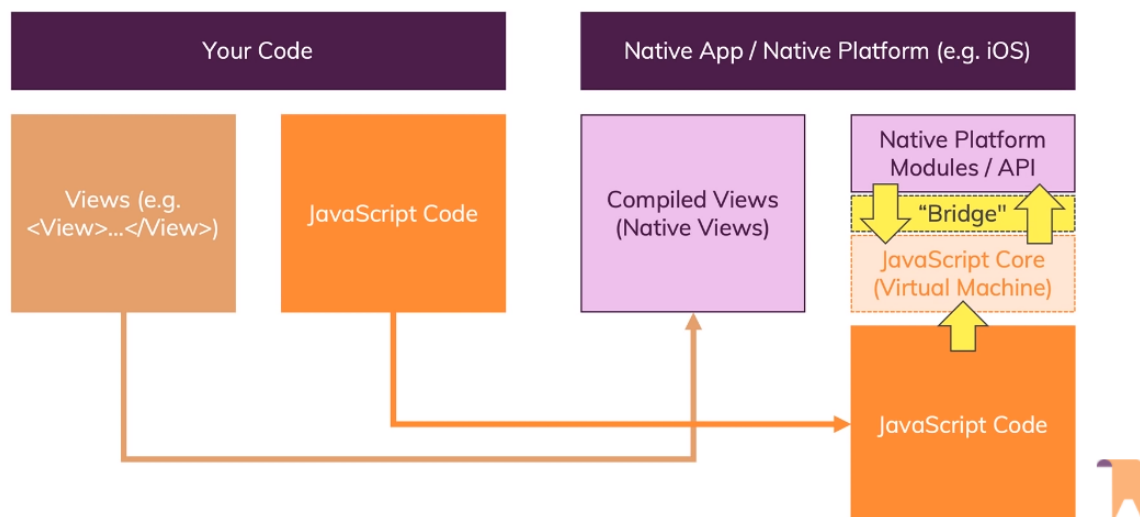 Your Code
Native App / Native Platform (e.g. iOS)
Views (e.g.
<View>...</View>)
JavaScript Code
Compiled Views
(Native Views)
Native Platform
Modules / API
“Bridge"
JavaScript Core
(Virtual Machine)
JavaScript Code